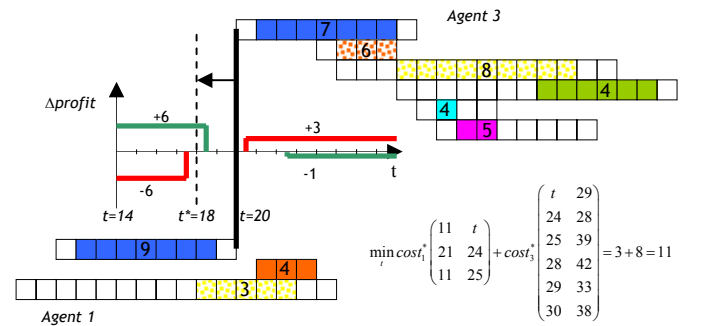 Agent 3
7
6
8
4
4
5
Δprofit
+6
+3
-6
-1
t
t=14
t*=18
t=20
9
4
3
Agent 1
min cost₁* ( 11 t ; 21 24 ; 11 25 ) + cost₃* ( t 29 ; 24 28 ; 25 39 ; 28 42 ; 29 33 ; 30 38 ) = 3 + 8 = 11
t